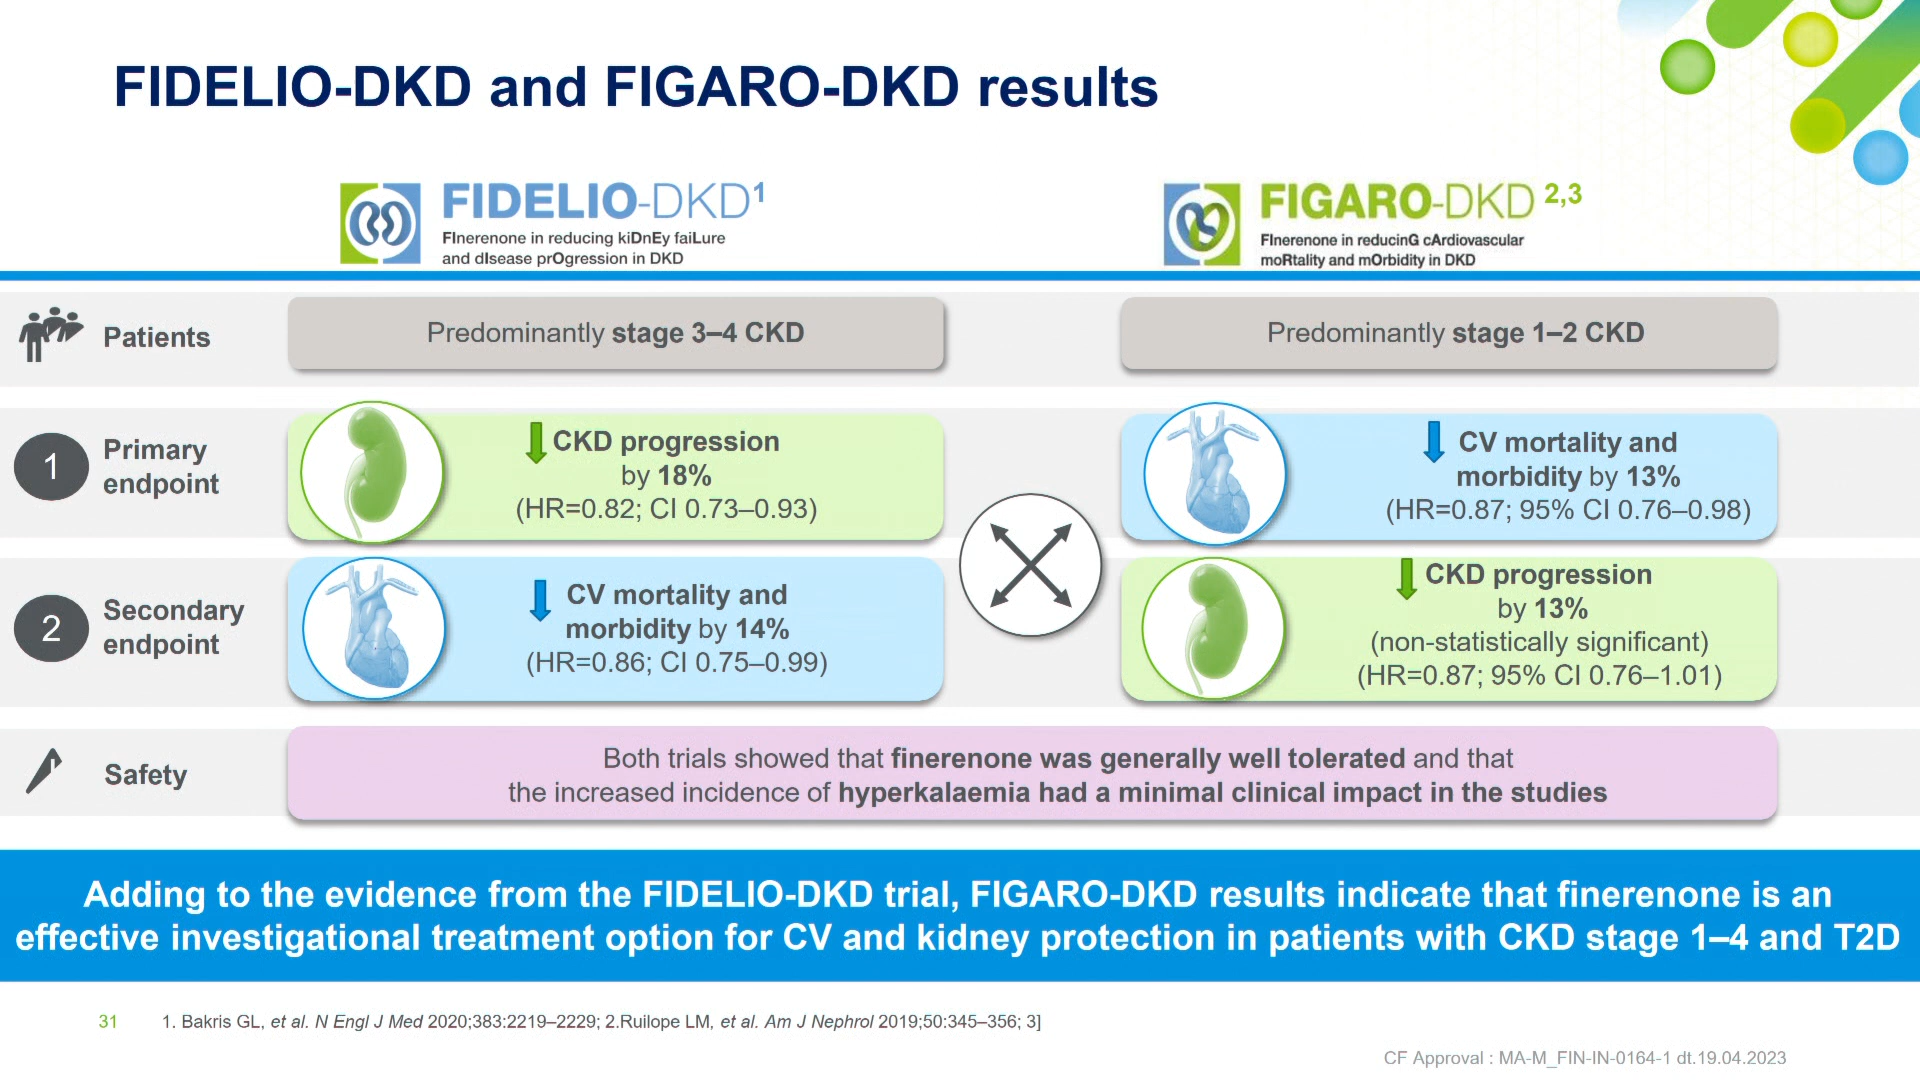 FIDELIO-DKD and FIGARO-DKD results
FIDELIO-DKD1
FInerenone in reducing kiDnEy faiLure
and dIsease prOgression in DKD
FIGARO-DKD 2,3
FInerenone in reducinG cArdiovascular
moRtality and mOrbidity in DKD
Patients
Predominantly stage 3–4 CKD
Predominantly stage 1–2 CKD
1
Primary
endpoint
CKD progression
by 18%
(HR=0.82; CI 0.73–0.93)
CV mortality and
morbidity by 13%
(HR=0.87; 95% CI 0.76–0.98)
2
Secondary
endpoint
CV mortality and
morbidity by 14%
(HR=0.86; CI 0.75–0.99)
CKD progression
by 13%
(non-statistically significant)
(HR=0.87; 95% CI 0.76–1.01)
Safety
Both trials showed that finerenone was generally well tolerated and that
the increased incidence of hyperkalaemia had a minimal clinical impact in the studies
Adding to the evidence from the FIDELIO-DKD trial, FIGARO-DKD results indicate that finerenone is an
effective investigational treatment option for CV and kidney protection in patients with CKD stage 1–4 and T2D
31
1. Bakris GL, et al. N Engl J Med 2020;383:2219–2229; 2.Ruilope LM, et al. Am J Nephrol 2019;50:345–356; 3]
CF Approval : MA-M_FIN-IN-0164-1 dt.19.04.2023